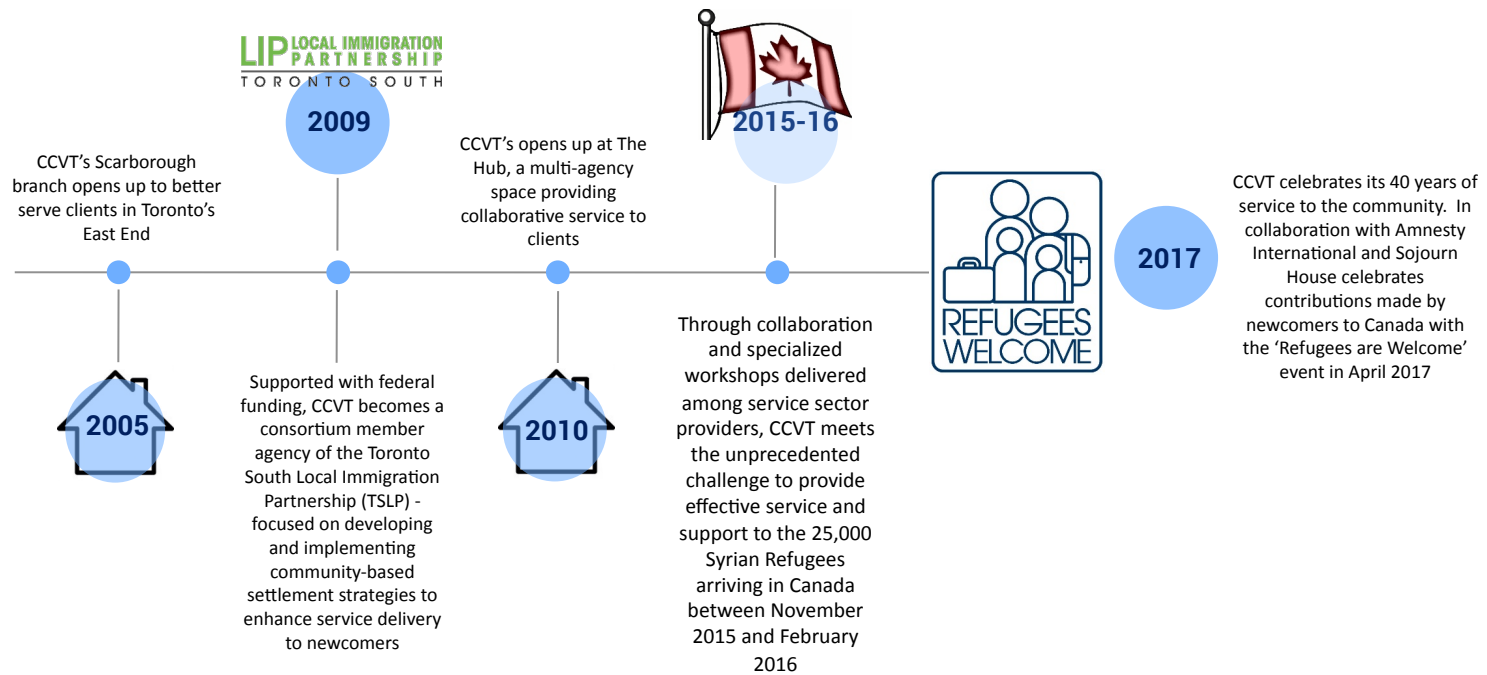 CCVT's Scarborough
branch opens up to better
serve clients in Toronto's
East End
2005
LIP LOCAL IMMIGRATION
PARTNERSHIP
TORONTO SOUTH
2009
Supported with federal
funding, CCVT becomes a
consortium member
agency of the Toronto
South Local Immigration
Partnership (TSLP) -
focused on developing
and implementing
community-based
settlement strategies to
enhance service delivery
to newcomers
CCVT's opens up at The
Hub, a multi-agency
space providing
collaborative service to
clients
2010
2015-16
Through collaboration
and specialized
workshops delivered
among service sector
providers, CCVT meets
the unprecedented
challenge to provide
effective service and
support to the 25,000
Syrian Refugees
arriving in Canada
between November
2015 and February
2016
REFUGEES
WELCOME
2017
CCVT celebrates its 40 years of
service to the community.  In
collaboration with Amnesty
International and Sojourn
House celebrates
contributions made by
newcomers to Canada with
the ‘Refugees are Welcome’
event in April 2017